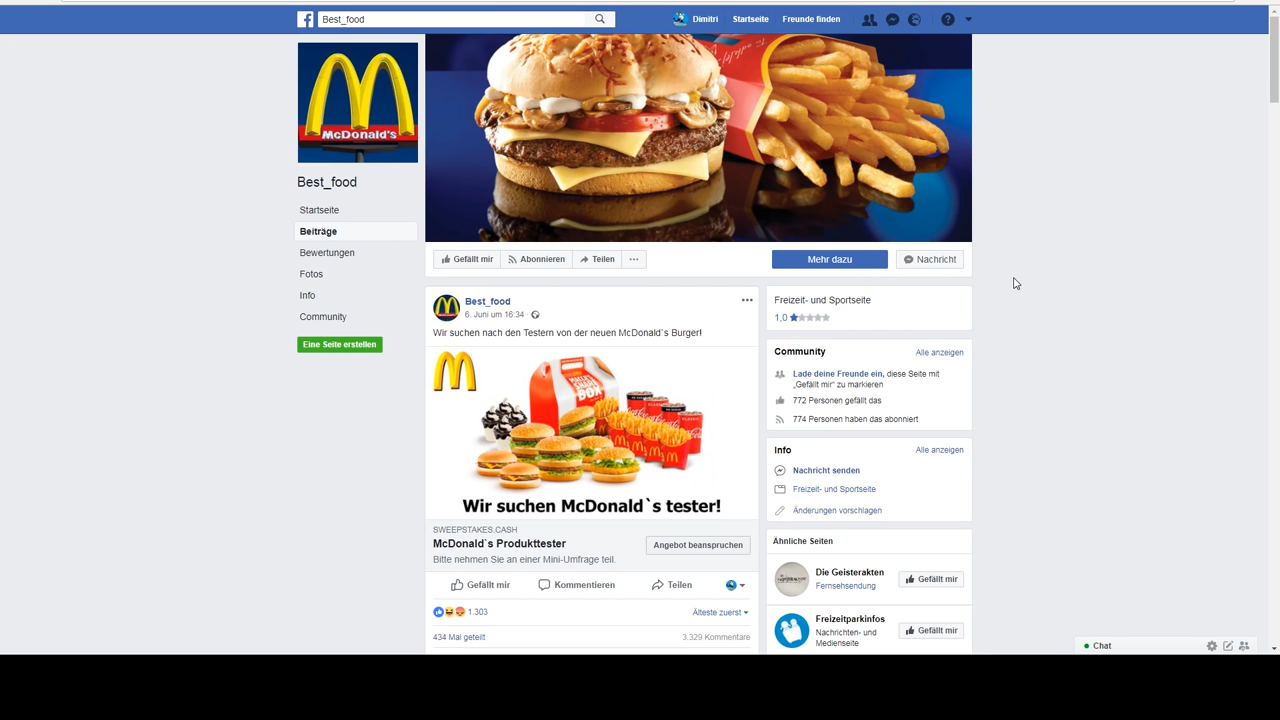 Best_food
Dimitri
Startseite
Freunde finden
McDonald's
Best_food
Startseite
Beiträge
Bewertungen
Fotos
Info
Community
Eine Seite erstellen
Gefällt mir
Abonnieren
Teilen
Mehr dazu
Nachricht
Best_food
6. Juni um 16:34
Wir suchen nach den Testern von der neuen McDonald`s Burger!
Wir suchen McDonald`s tester!
SWEEPSTAKES.CASH
McDonald`s Produkttester
Angebot beanspruchen
Bitte nehmen Sie an einer Mini-Umfrage teil.
Gefällt mir
Kommentieren
Teilen
1.303
Älteste zuerst
434 Mal geteilt
3.329 Kommentare
Freizeit- und Sportseite
1,0
Community
Alle anzeigen
Lade deine Freunde ein, diese Seite mit
„Gefällt mir“ zu markieren
772 Personen gefällt das
774 Personen haben das abonniert
Info
Alle anzeigen
Nachricht senden
Freizeit- und Sportseite
Änderungen vorschlagen
Ähnliche Seiten
Die Geisterakten
Fernsehsendung
Gefällt mir
Freizeitparkinfos
Nachrichten- und
Medienseite
Gefällt mir
Chat